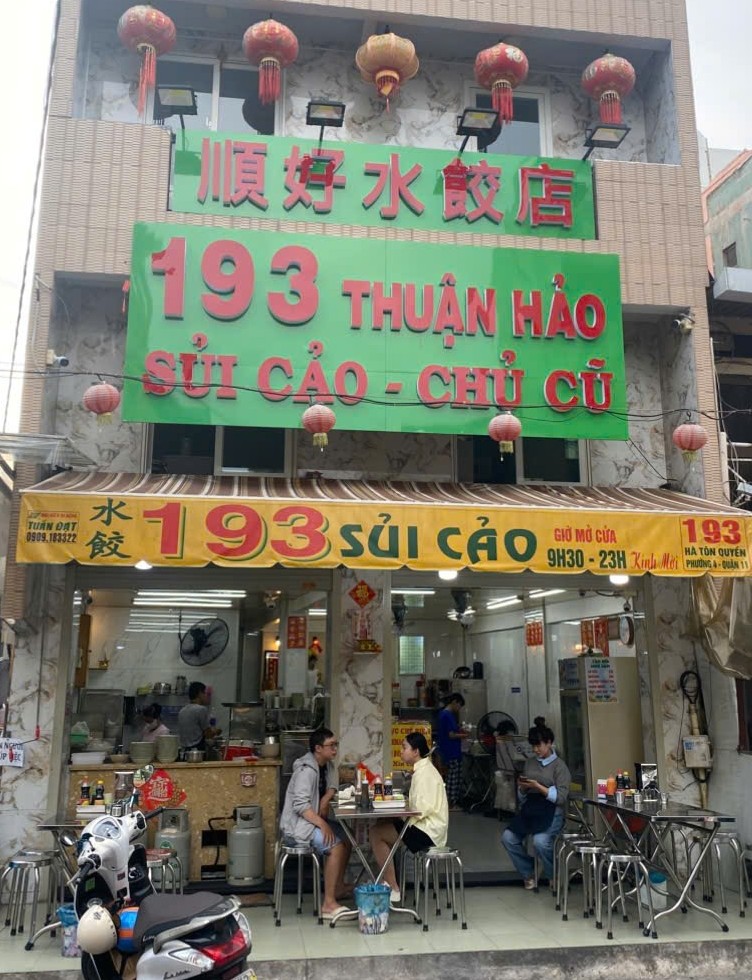 順好水餃店
193 THUẬN HẢO
SỦI CẢO - CHỦ CŨ
TUẤN ĐẠT
0909.183322
水餃
193 SỦI CẢO
GIỜ MỞ CỬA
9H30 - 23H Kính Mời
193
HÀ TÔN QUYỀN
PHƯỜNG 4 - QUẬN 11